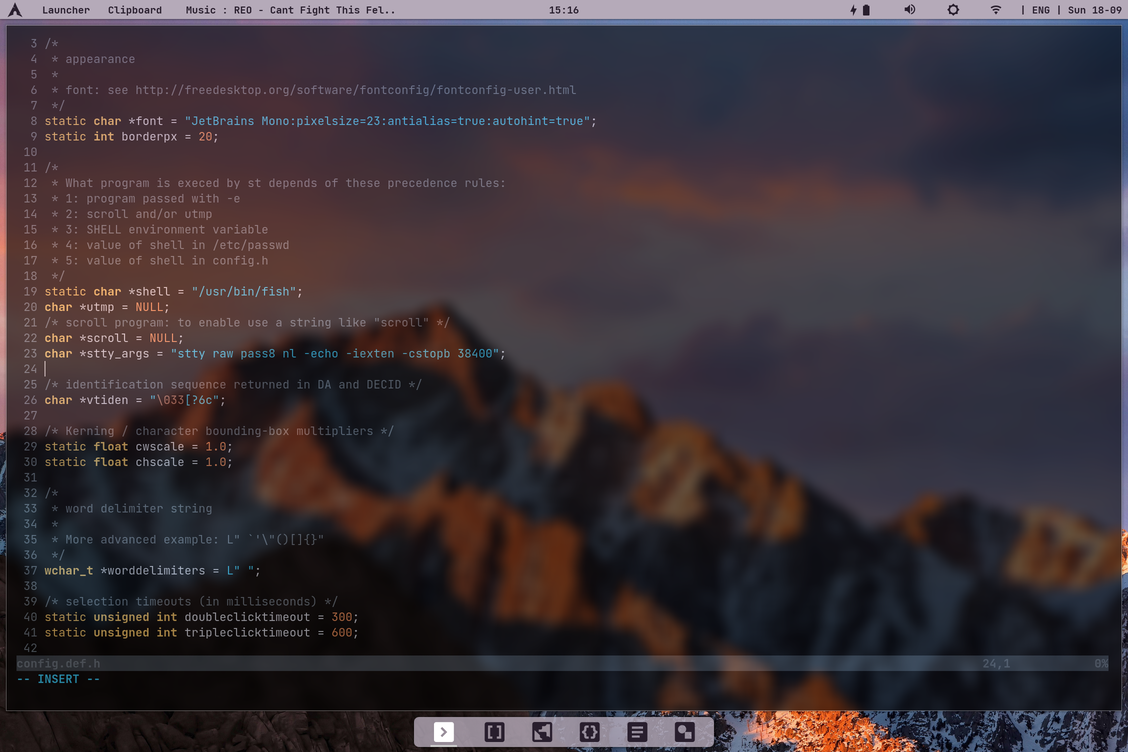 Launcher Clipboard Music : REO - Cant Fight This Fel.. 15:16 | ENG | Sun 18-09
3 /*
4  * appearance
5  *
6  * font: see http://freedesktop.org/software/fontconfig/fontconfig-user.html
7  */
8 static char *font = "JetBrains Mono:pixelsize=23:antialias=true:autohint=true";
9 static int borderpx = 20;
10
11 /*
12  * What program is execed by st depends of these precedence rules:
13  * 1: program passed with -e
14  * 2: scroll and/or utmp
15  * 3: SHELL environment variable
16  * 4: value of shell in /etc/passwd
17  * 5: value of shell in config.h
18  */
19 static char *shell = "/usr/bin/fish";
20 char *utmp = NULL;
21 /* scroll program: to enable use a string like "scroll" */
22 char *scroll = NULL;
23 char *stty_args = "stty raw pass8 nl -echo -iexten -cstopb 38400";
24
25 /* identification sequence returned in DA and DECID */
26 char *vtiden = "\033[?6c";
27
28 /* Kerning / character bounding-box multipliers */
29 static float cwscale = 1.0;
30 static float chscale = 1.0;
31
32 /*
33  * word delimiter string
34  *
35  * More advanced example: L" `'\"()[]{}"
36  */
37 wchar_t *worddelimiters = L" ";
38
39 /* selection timeouts (in milliseconds) */
40 static unsigned int doubleclicktimeout = 300;
41 static unsigned int tripleclicktimeout = 600;
42
config.def.h 24,1 0%
-- INSERT --